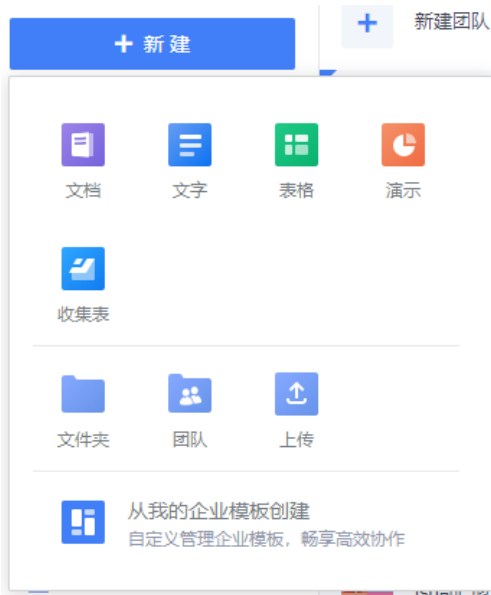 新建
新建团队
文档 文字 表格 演示
收集表
文件夹 团队 上传
从我的企业模板创建
自定义管理企业模板，畅享高效协作